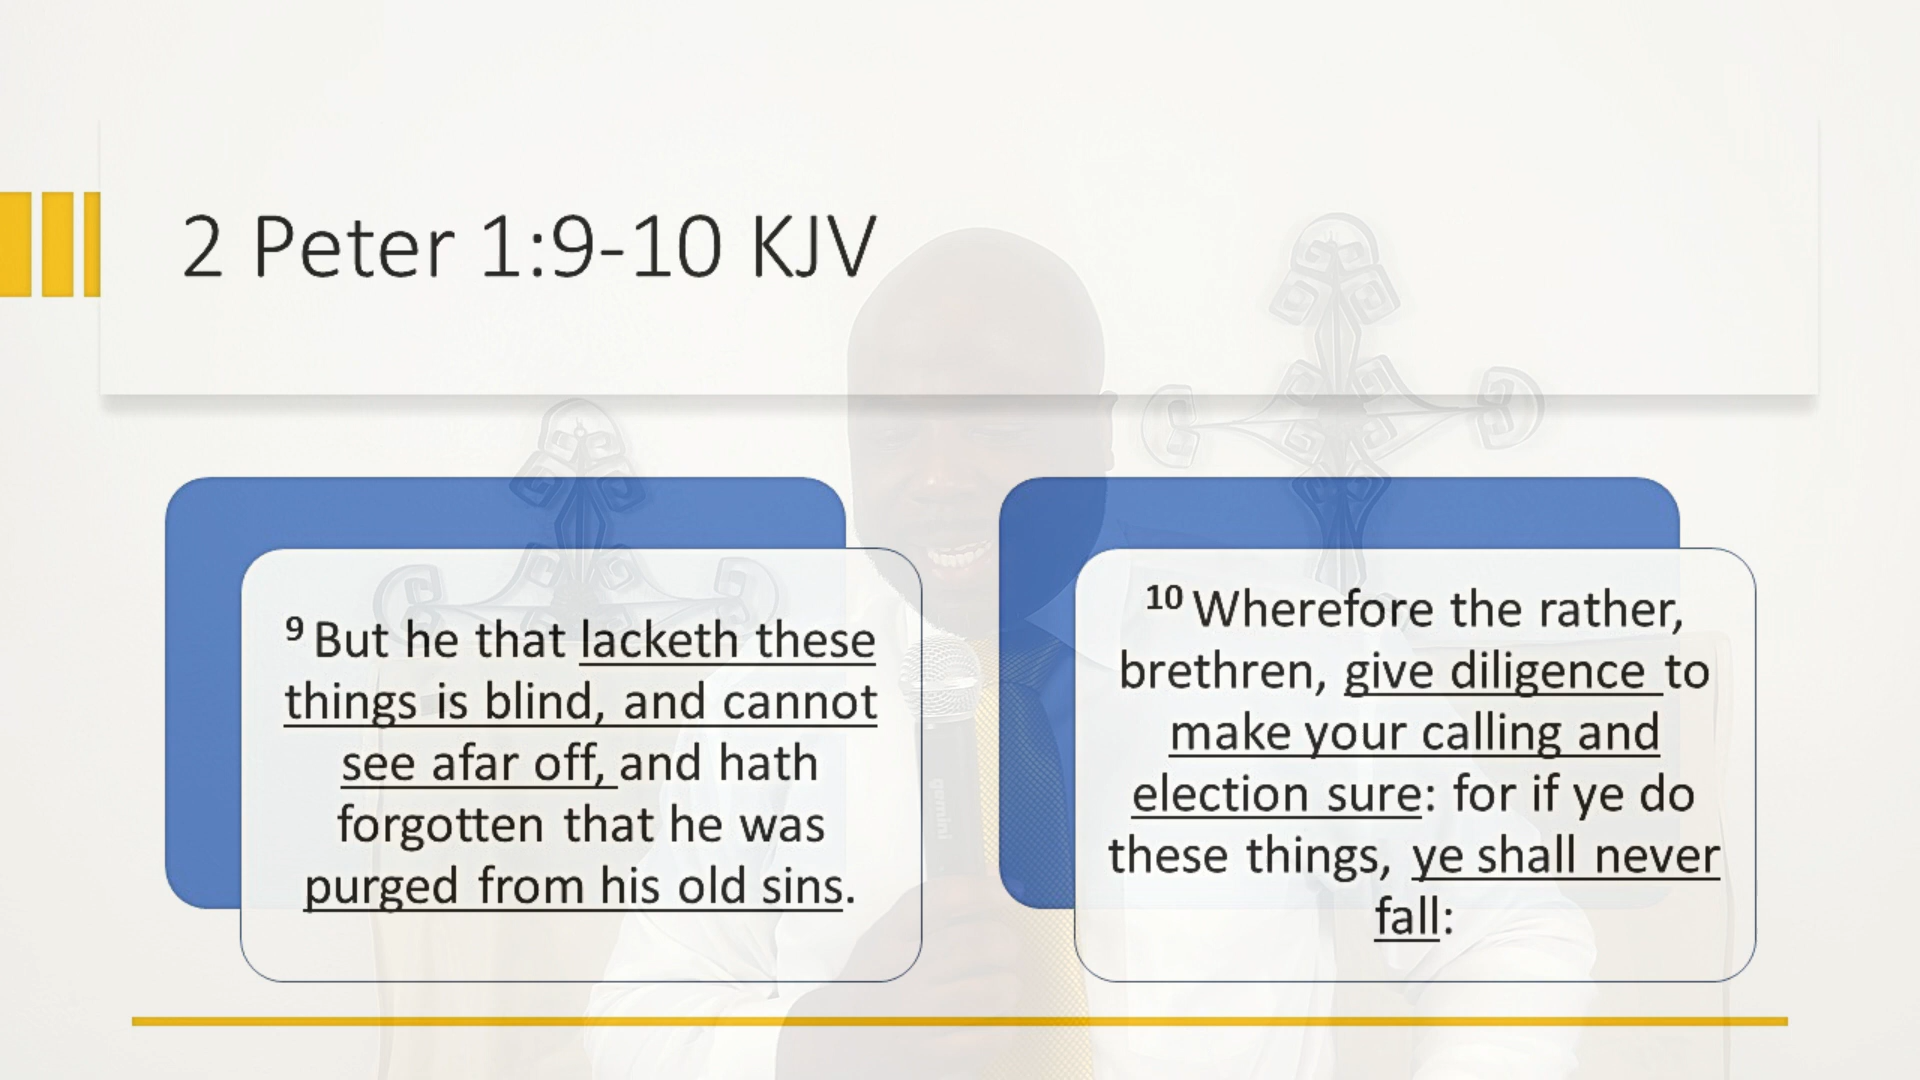 2 Peter 1:9-10 KJV
9 But he that lacketh these
things is blind, and cannot
see afar off, and hath
forgotten that he was
purged from his old sins.
10 Wherefore the rather,
brethren, give diligence to
make your calling and
election sure: for if ye do
these things, ye shall never
fall:
gemini